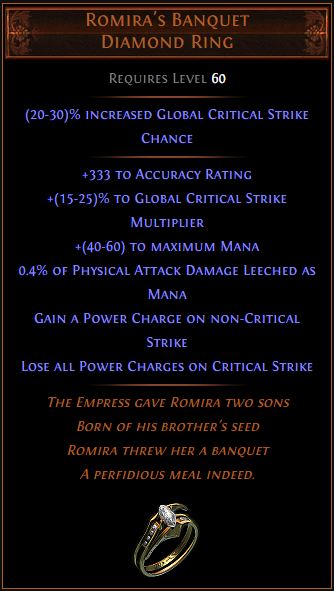 Romira's Banquet
Diamond Ring
Requires Level 60
(20-30)% increased Global Critical Strike
Chance
+333 to Accuracy Rating
+(15-25)% to Global Critical Strike
Multiplier
+(40-60) to maximum Mana
0.4% of Physical Attack Damage Leeched as
Mana
Gain a Power Charge on non-Critical
Strike
Lose all Power Charges on Critical Strike
The Empress gave Romira two sons
Born of his brother's seed
Romira threw her a banquet
A perfidious meal indeed.